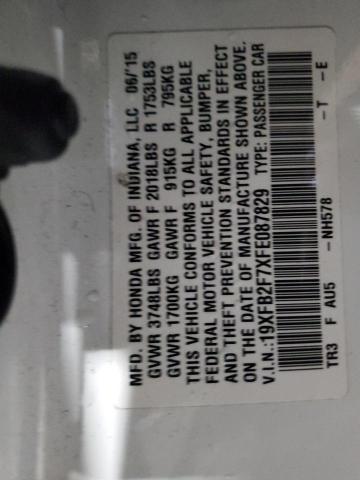 MFD. BY HONDA MFG. OF INDIANA, LLC 06/'15
GVWR 3748LBS GAWR F 2018LBS R 1753LBS
GVWR 1700KG GAWR F 915KG R 795KG
THIS VEHICLE CONFORMS TO ALL APPLICABLE
FEDERAL MOTOR VEHICLE SAFETY, BUMPER,
AND THEFT PREVENTION STANDARDS IN EFFECT
ON THE DATE OF MANUFACTURE SHOWN ABOVE.
V.I.N.:19XFB2F7XFE087829 TYPE: PASSENGER CAR
TR3 F AU5 -NH578 -T -E